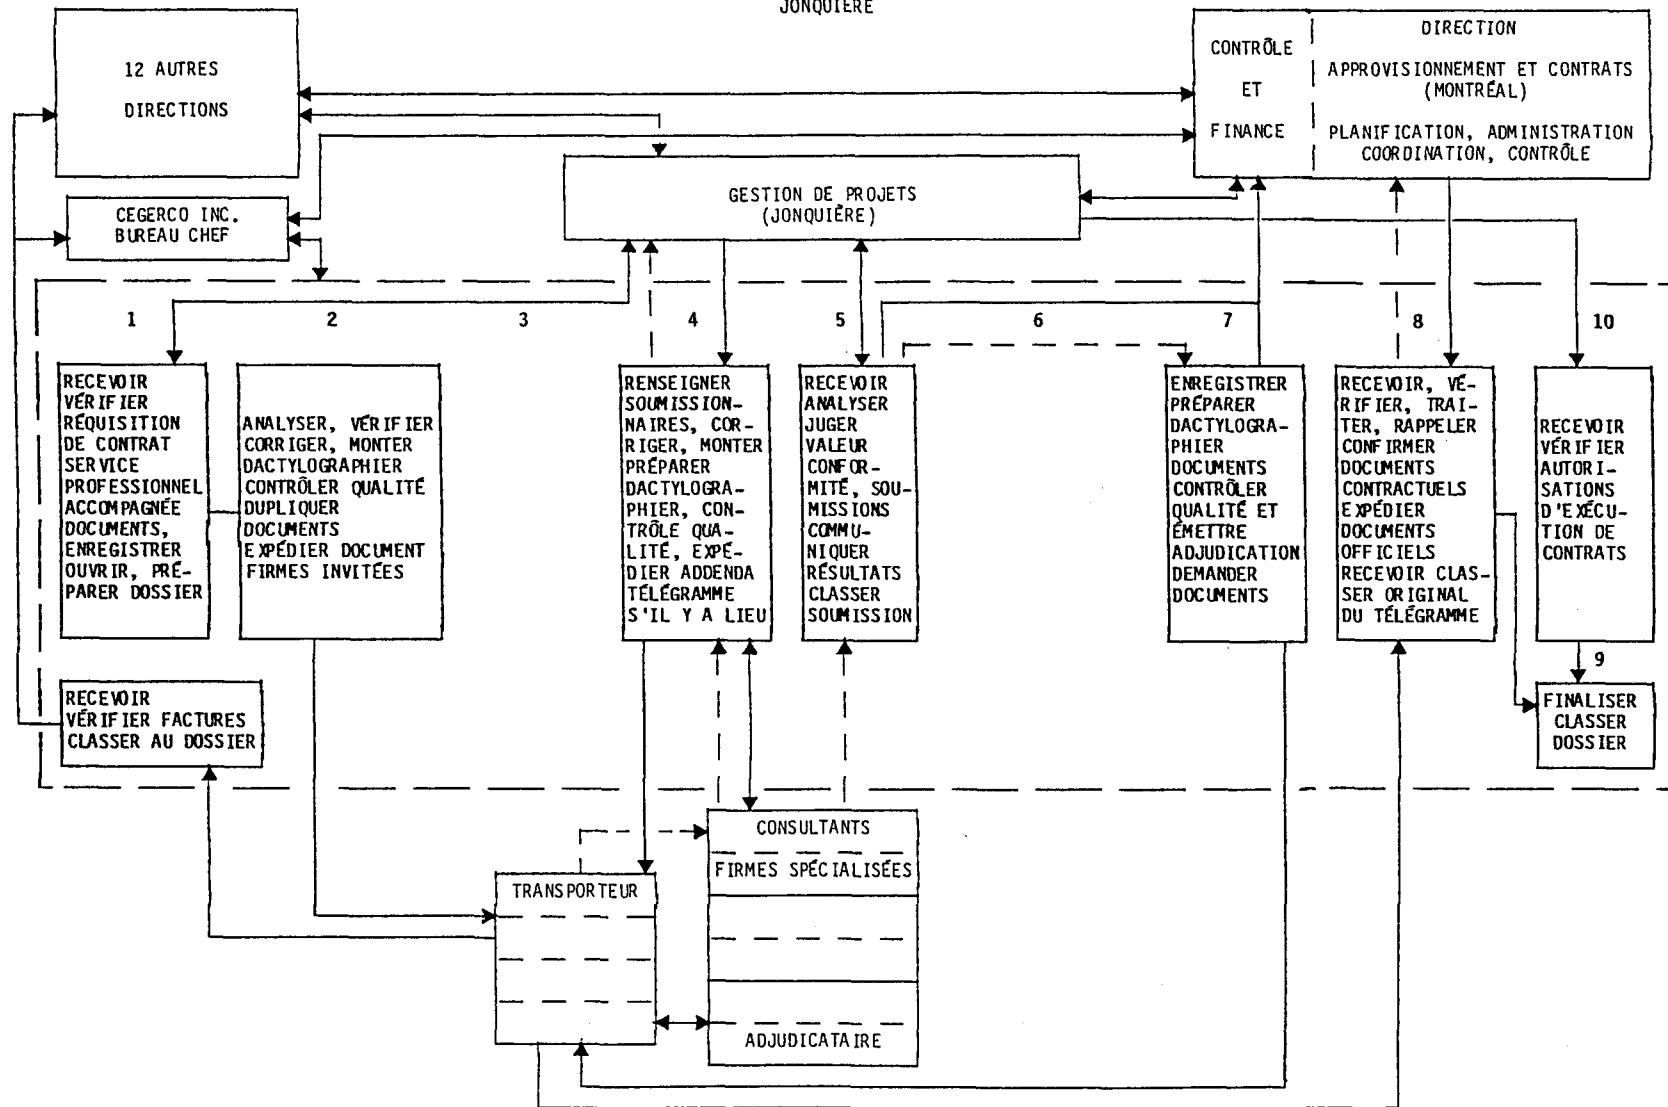 JONQUIÈRE
12 AUTRES
DIRECTIONS
CONTRÔLE
ET
FINANCE
DIRECTION
APPROVISIONNEMENT ET CONTRATS
(MONTRÉAL)
PLANIFICATION, ADMINISTRATION
COORDINATION, CONTRÔLE
GESTION DE PROJETS
(JONQUIÈRE)
CEGERCO INC.
BUREAU CHEF
1
2
3
4
5
6
7
8
10
RECEVOIR
VÉRIFIER
RÉQUISITION
DE CONTRAT
SERVICE
PROFESSIONNEL
ACCOMPAGNÉE
DOCUMENTS,
ENREGISTRER
OUVRIR, PRÉ-
PARER DOSSIER
ANALYSER, VÉRIFIER
CORRIGER, MONTER
DACTYLOGRAPHIER
CONTRÔLER QUALITÉ
DUPLIQUER
DOCUMENTS
EXPÉDIER DOCUMENT
FIRMES INVITÉES
RENSEIGNER
SOUMISSION-
NAIRES, COR-
RIGER, MONTER
PRÉPARER
DACTYLOGRA-
PHIER, CON-
TRÔLE QUA-
LITÉ, EXPÉ-
DIER ADDENDA
TÉLÉGRAMME
S'IL Y A LIEU
RECEVOIR
ANALYSER
JUGER
VALEUR
CONFOR-
MITÉ, SOU-
MISSIONS
COMMU-
NIQUER
RÉSULTATS
CLASSER
SOUMISSION
ENREGISTRER
PRÉPARER
DACTYLOGRA-
PHIER
DOCUMENTS
CONTRÔLER
QUALITÉ ET
ÉMETTRE
ADJUDICATION
DEMANDER
DOCUMENTS
RECEVOIR, VÉ-
RIFIER, TRAI-
TER, RAPPELER
CONFIRMER
DOCUMENTS
CONTRACTUELS
EXPÉDIER
DOCUMENTS
OFFICIELS
RECEVOIR CLAS-
SER ORIGINAL
DU TÉLÉGRAMME
RECEVOIR
VÉRIFIER
AUTORI-
SATIONS
D'EXÉCU-
TION DE
CONTRATS
9
RECEVOIR
VÉRIFIER FACTURES
CLASSER AU DOSSIER
FINALISER
CLASSER
DOSSIER
CONSULTANTS
FIRMES SPÉCIALISÉES
TRANSPORTEUR
ADJUDICATAIRE